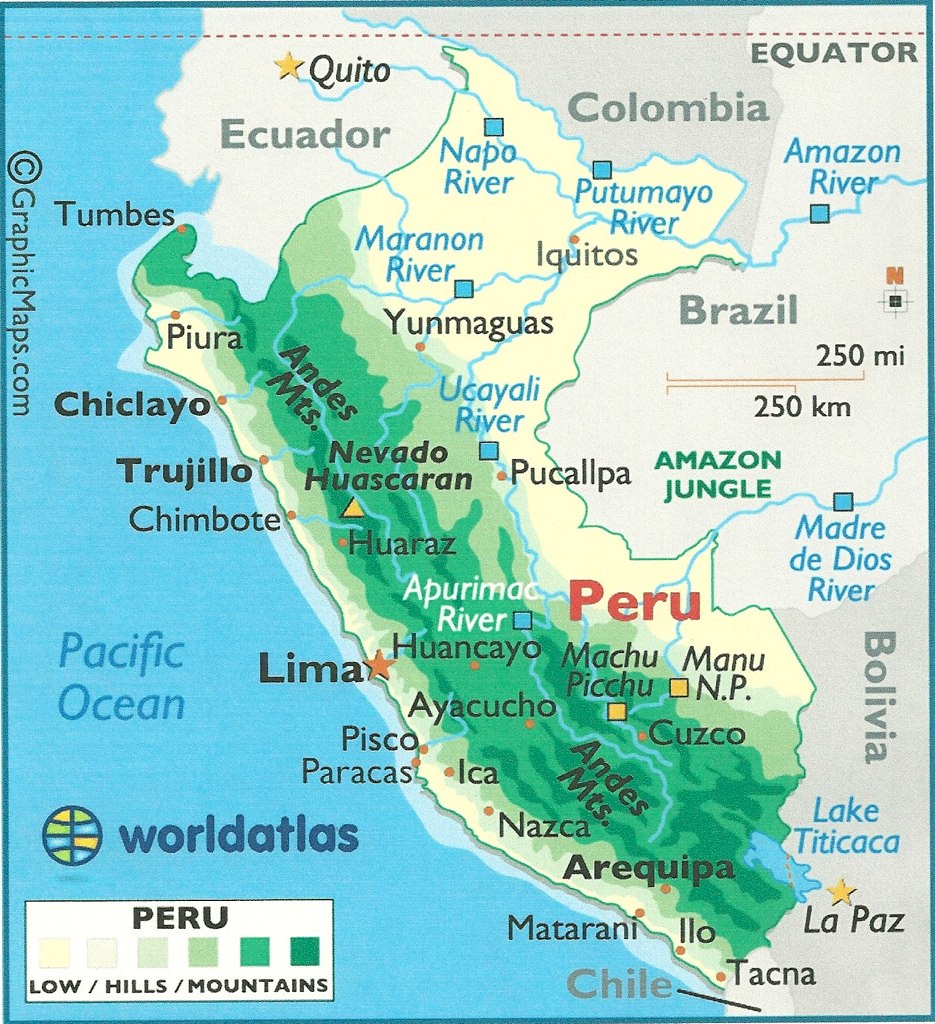 EQUATOR
Quito
Colombia
Ecuador
Napo
River
Amazon
River
Putumayo
River
©GraphicMaps.com
Tumbes
Maranon
River
Iquitos
N
Brazil
Piura
Yunmaguas
250 mi
250 km
Andes
Mts.
Chiclayo
Ucayali
River
Nevado
Huascaran
Trujillo
Pucallpa
AMAZON
JUNGLE
Chimbote
Huaraz
Madre
de Dios
River
Apurimac
River
Peru
Pacific
Ocean
Lima
Huancayo
Machu
Picchu
Manu
N.P.
Bolivia
Ayacucho
Cuzco
Pisco
Paracas
Ica
Andes
Mts.
Nazca
Lake
Titicaca
worldatlas
Arequipa
La Paz
Matarani
Ilo
Tacna
Chile
PERU
LOW / HILLS / MOUNTAINS